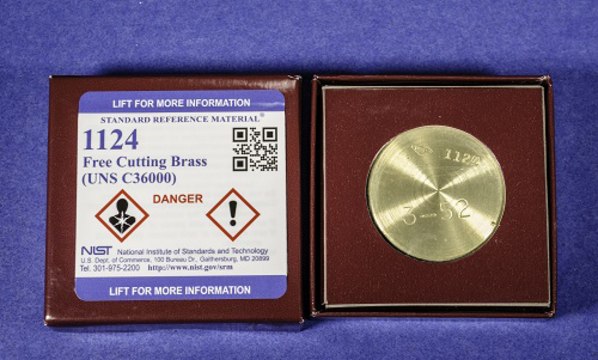 LIFT FOR MORE INFORMATION
STANDARD REFERENCE MATERIAL®
1124
Free Cutting Brass
(UNS C36000)
DANGER
NIST National Institute of Standards and Technology
U.S. Dept. of Commerce, 100 Bureau Dr., Gaithersburg, MD 20899
Tel. 301-975-2200 http://www.nist.gov/srm
LIFT FOR MORE INFORMATION
1124
3-52